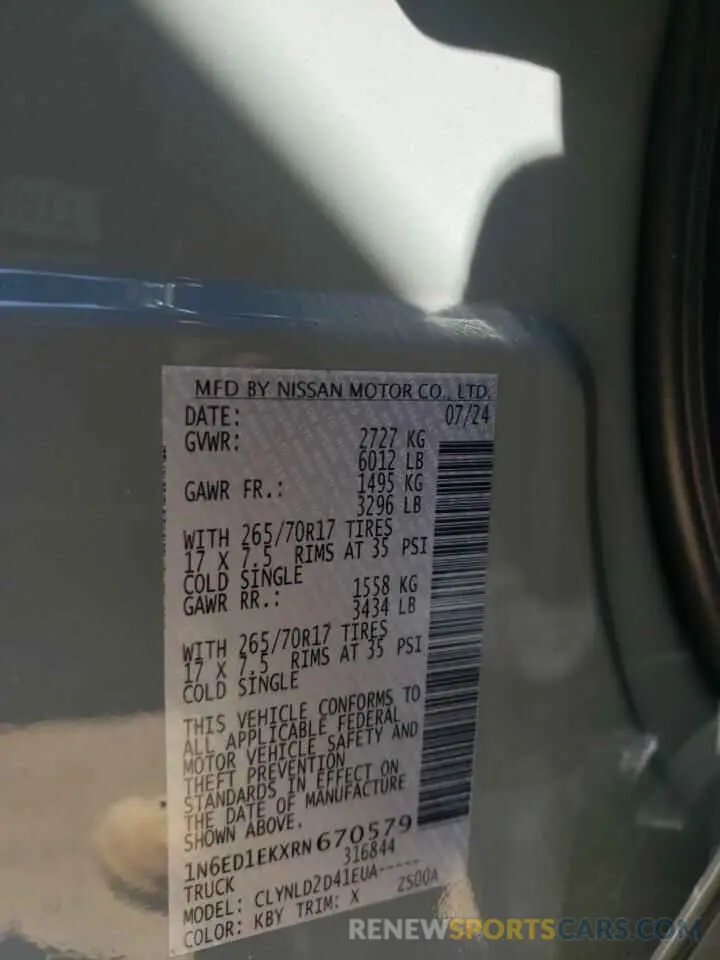 MFD BY NISSAN MOTOR CO., LTD.
DATE: 07/24
GVWR: 2727 KG
6012 LB
GAWR FR.: 1495 KG
3296 LB
WITH 265/70R17 TIRES
17 X 7.5 RIMS AT 35 PSI
COLD SINGLE
GAWR RR.: 1558 KG
3434 LB
WITH 265/70R17 TIRES
17 X 7.5 RIMS AT 35 PSI
COLD SINGLE
THIS VEHICLE CONFORMS TO
ALL APPLICABLE FEDERAL
MOTOR VEHICLE SAFETY AND
THEFT PREVENTION
STANDARDS IN EFFECT ON
THE DATE OF MANUFACTURE
SHOWN ABOVE.
1N6ED1EKXRN670579
316844
TRUCK
MODEL: CLYNLD2D41EUA-----
COLOR: KBY TRIM: X ZS00A
RENEWSPORTSCARS.COM